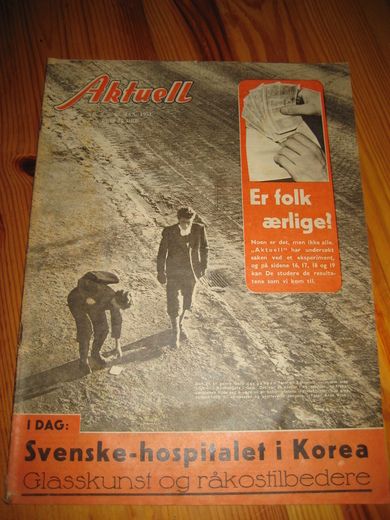 Aktuell
1951
Er folk
ærlige?
Noen er det, men ikke alle.
„Aktuell" har undersøkt
saken ved et eksperiment,
og på sidene 16, 17, 18 og 19
kan De studere de resulta-
tene som vi kom til.
I DAG:
Svenske-hospitalet i Korea
Glasskunst og råkostilbedere